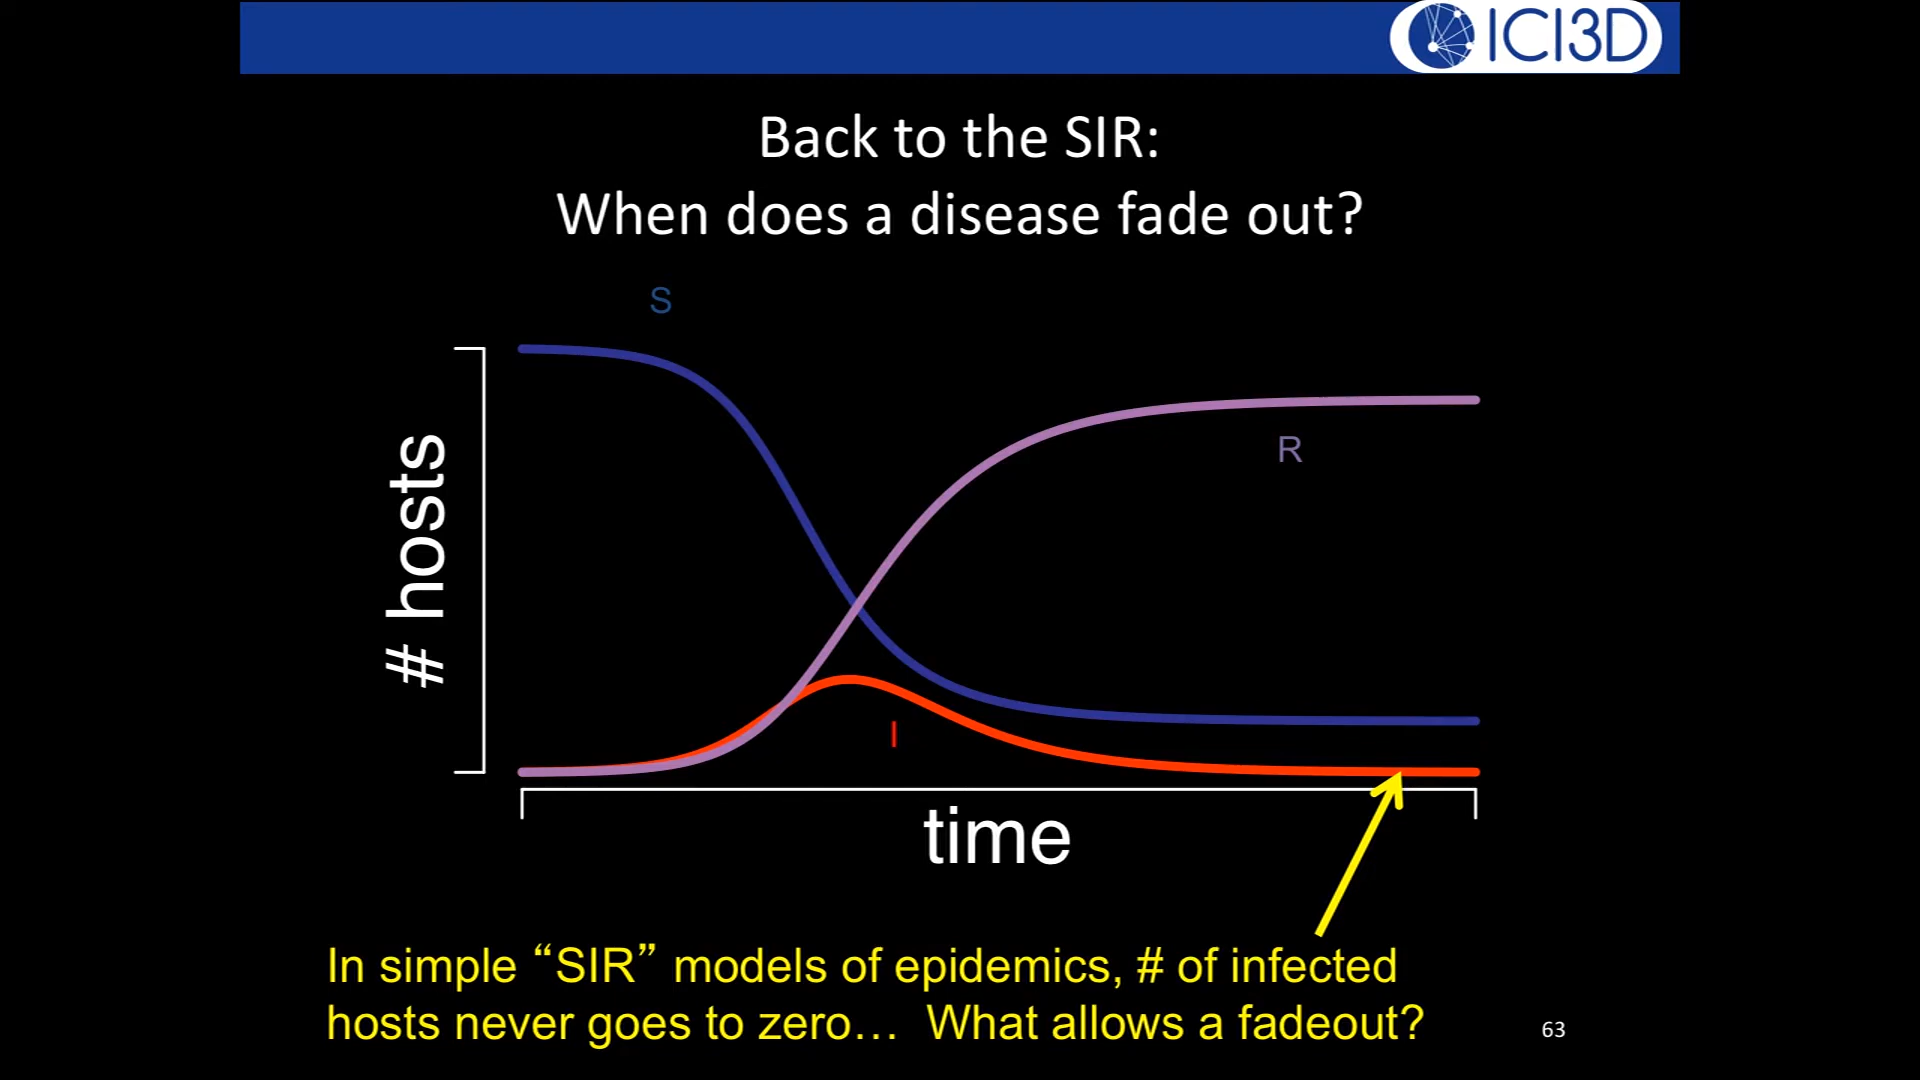 ICI3D
Back to the SIR:
When does a disease fade out?
S
# hosts
R
I
time
In simple “SIR” models of epidemics, # of infected
hosts never goes to zero… What allows a fadeout?
63